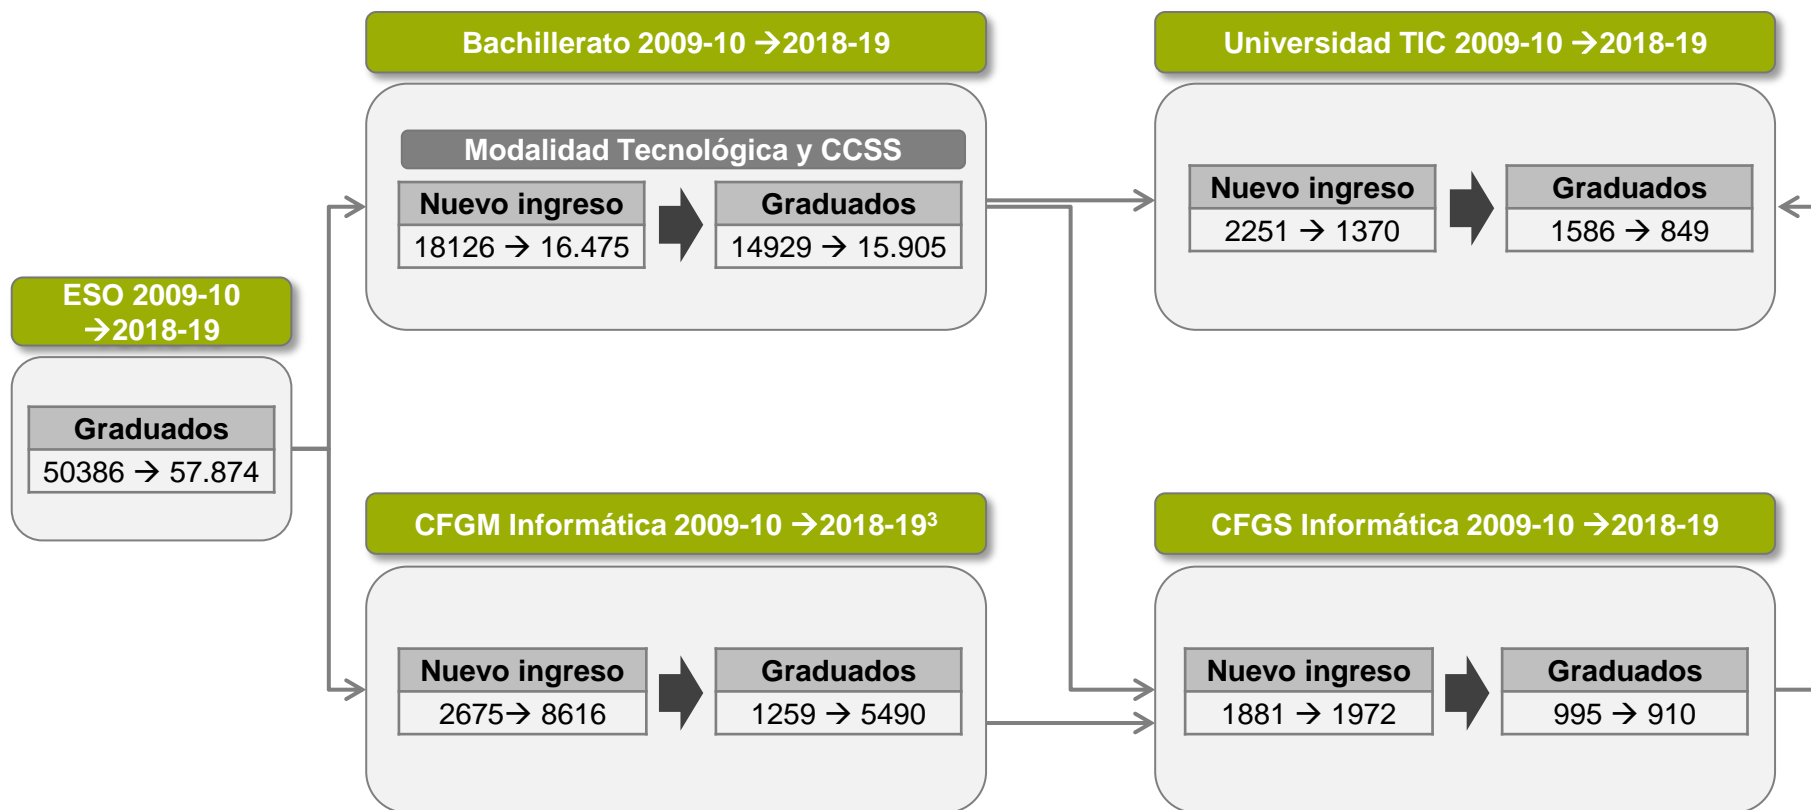 ESO 2009-10
→2018-19
Graduados
50386 → 57.874
Bachillerato 2009-10 →2018-19
Modalidad Tecnológica y CCSS
Nuevo ingreso
18126 → 16.475
Graduados
14929 → 15.905
CFGM Informática 2009-10 →2018-19³
Nuevo ingreso
2675→ 8616
Graduados
1259 → 5490
Universidad TIC 2009-10 →2018-19
Nuevo ingreso
2251 → 1370
Graduados
1586 → 849
CFGS Informática 2009-10 →2018-19
Nuevo ingreso
1881 → 1972
Graduados
995 → 910